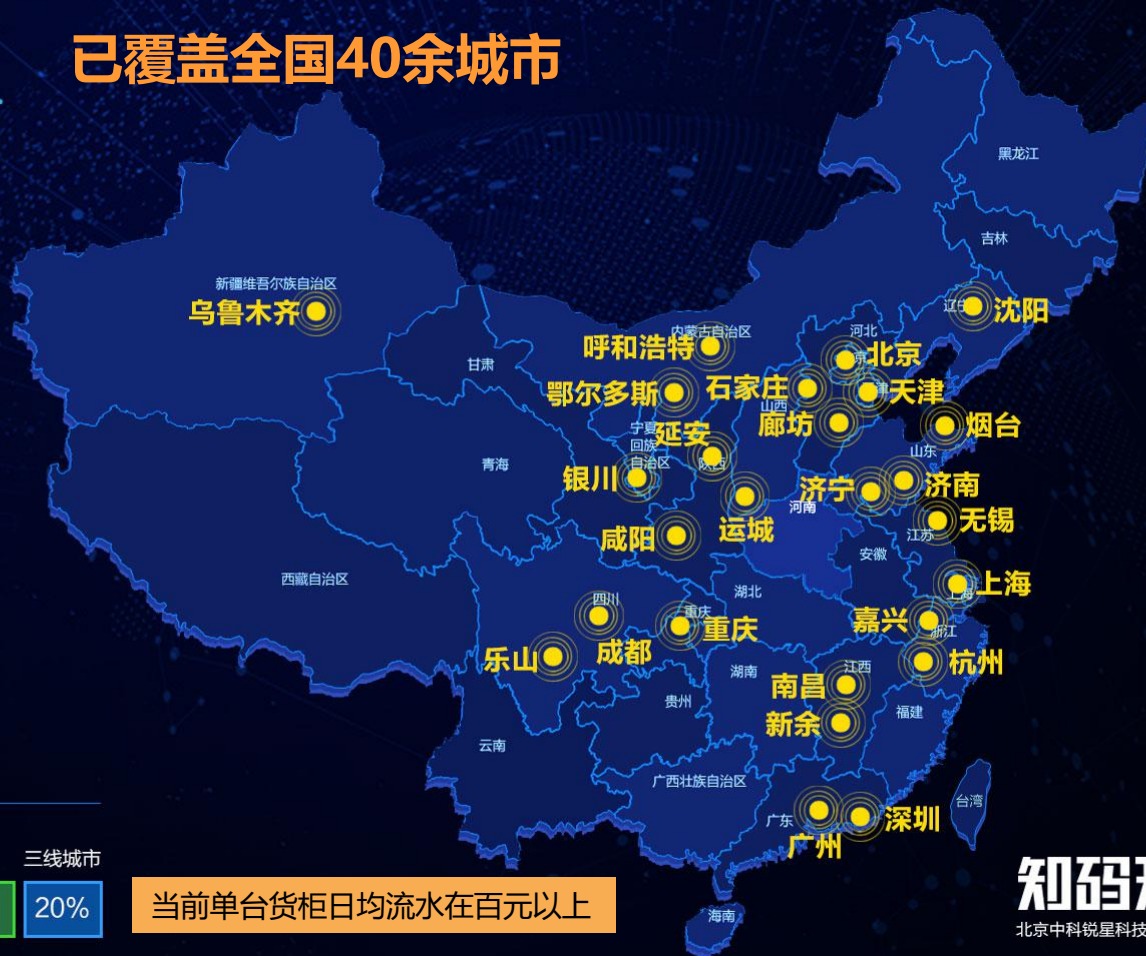 已覆盖全国40余城市
黑龙江
吉林
新疆维吾尔族自治区
乌鲁木齐
沈阳
内蒙古自治区
呼和浩特
河北
北京
甘肃
鄂尔多斯
石家庄
天津
山西
廊坊
烟台
宁夏
回族
自治区
延安
陕西
山东
青海
银川
济宁
济南
河南
无锡
咸阳
运城
江苏
安徽
西藏自治区
上海
湖北
四川
重庆
重庆
嘉兴
浙江
成都
乐山
杭州
湖南
江西
南昌
贵州
新余
福建
云南
广西壮族自治区
台湾
广东
深圳
广州
三线城市
20%
当前单台货柜日均流水在百元以上
知码
北京中科锐星科技
海南